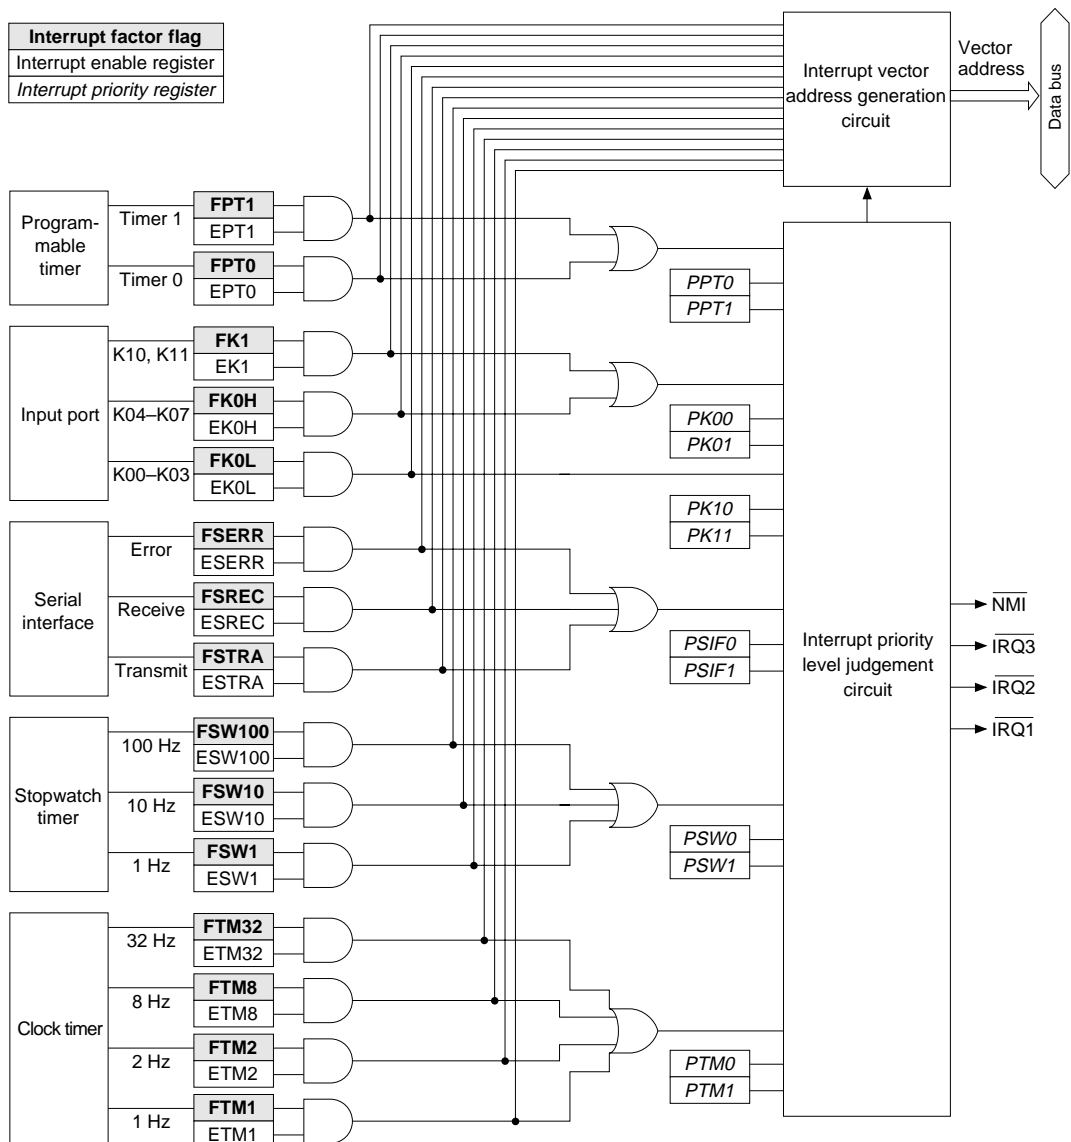 Interrupt factor flag
Interrupt enable register
Interrupt priority register
Interrupt vector
address generation
circuit
Vector
address
Data bus
Program-
mable
timer
Timer 1
FPT1
EPT1
Timer 0
FPT0
EPT0
PPT0
PPT1
Input port
K10, K11
FK1
EK1
K04–K07
FK0H
EK0H
K00–K03
FK0L
EK0L
PK00
PK01
PK10
PK11
Serial
interface
Error
FSERR
ESERR
Receive
FSREC
ESREC
Transmit
FSTRA
ESTRA
PSIF0
PSIF1
Interrupt priority
level judgement
circuit
NMI
IRQ3
IRQ2
IRQ1
Stopwatch
timer
100 Hz
FSW100
ESW100
10 Hz
FSW10
ESW10
1 Hz
FSW1
ESW1
PSW0
PSW1
Clock timer
32 Hz
FTM32
ETM32
8 Hz
FTM8
ETM8
2 Hz
FTM2
ETM2
1 Hz
FTM1
ETM1
PTM0
PTM1